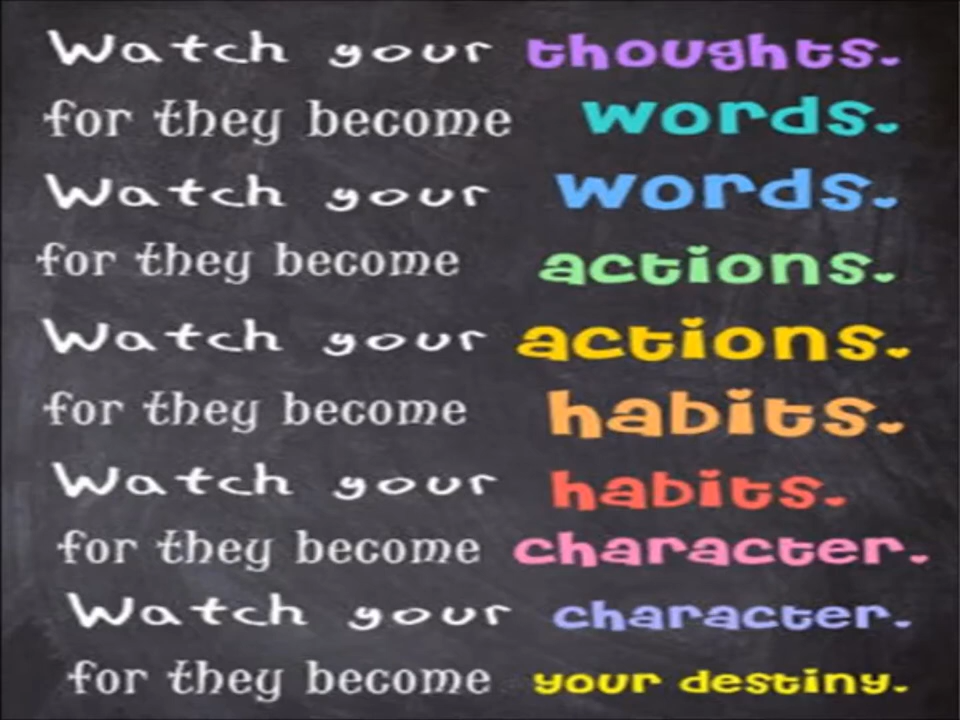 Watch your thoughts.
for they become words.
Watch your words.
for they become actions.
Watch your actions.
for they become habits.
Watch your habits.
for they become character.
Watch your character.
for they become your destiny.